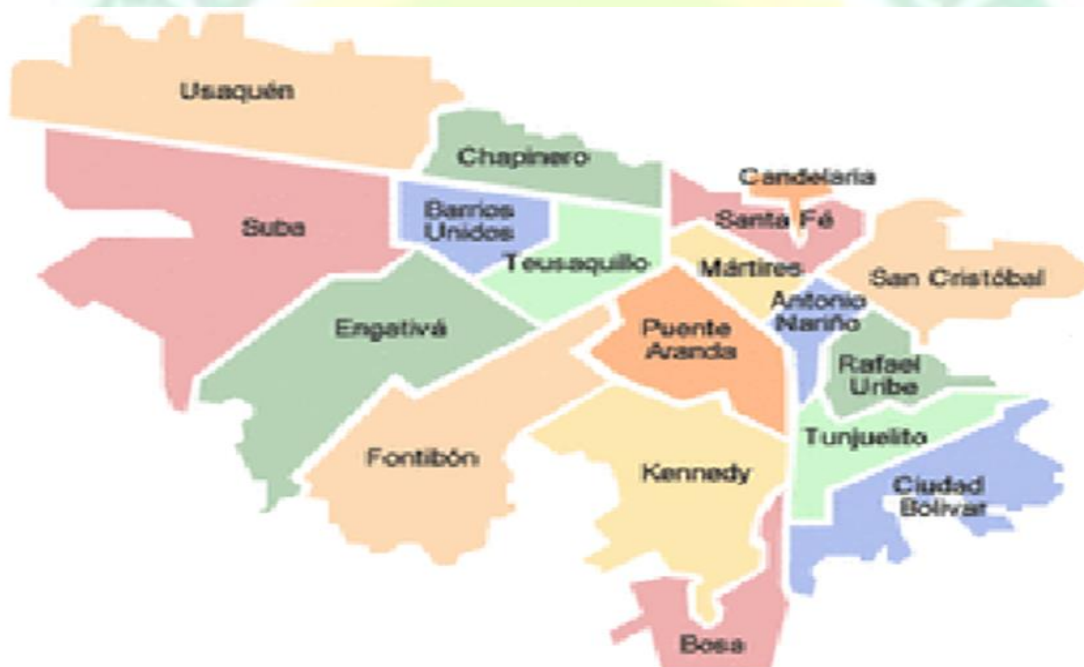 Usaquén
Chapinero
Candelaria
Santa Fé
Suba
Barrios
Unidos
Teusaquillo
Mártires
San Cristóbal
Antonio
Nariño
Engativá
Puente
Aranda
Rafael
Uribe
Tunjuelito
Fontibón
Kennedy
Ciudad
Bolivar
Bosa